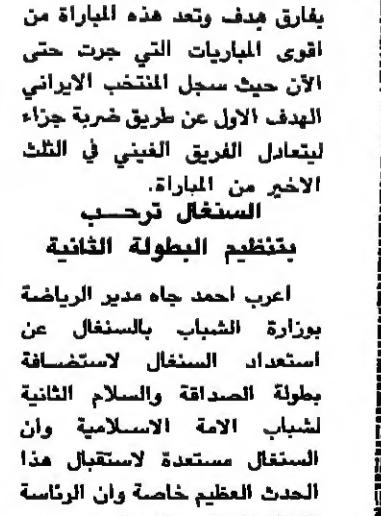 بفارق هدف وتعد هذه المباراة من
اقوى المباريات التي جرت حتى
الآن حيث سجل المنتخب الايراني
الهدف الاول عن طريق ضربة جزاء
ليتعادل الفريق الغيني في الثلث
الاخير من المباراة.
السنغال ترحب
بتنظيم البطولة الثانية
اعرب احمد جاه مدير الرياضة
بوزارة الشباب بالسنغال عن
استعداد السنغال لاستضافة
بطولة الصداقة والسلام الثانية
لشباب الامة الاسلامية وان
السنغال مستعدة لاستقبال هذا
الحدث العظيم خاصة وان الرئاسة